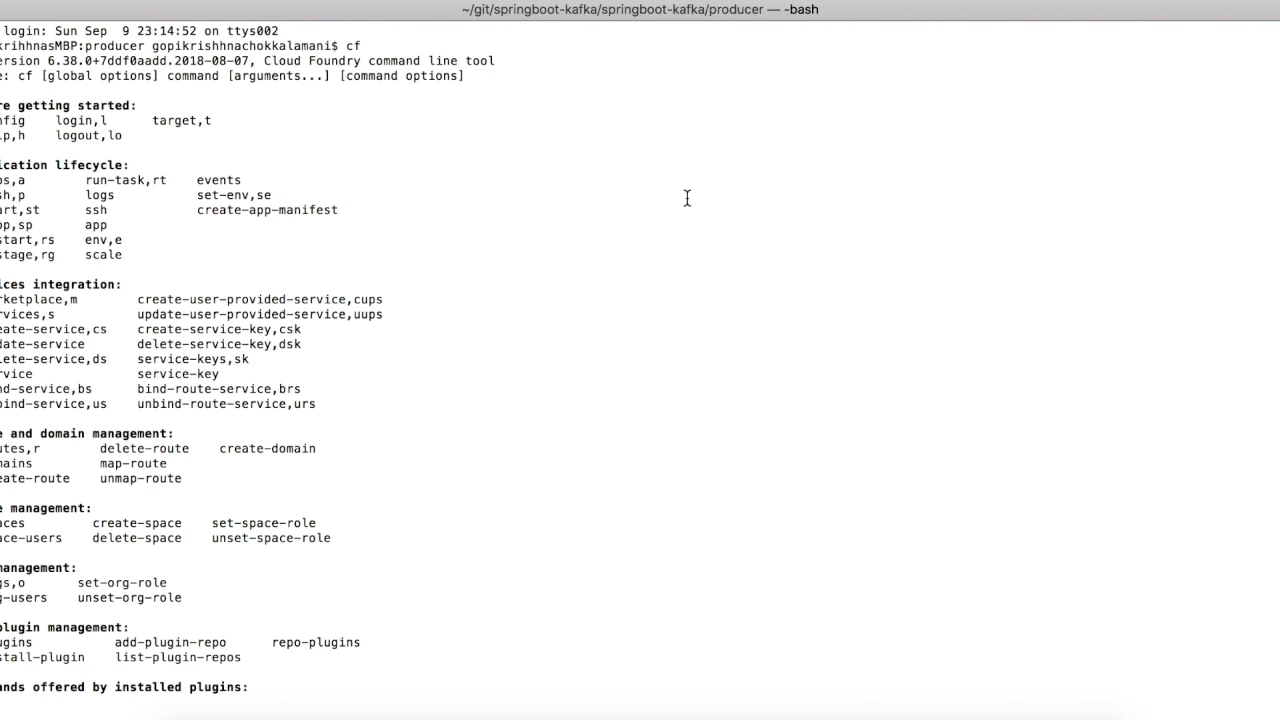 ~/git/springboot-kafka/springboot-kafka/producer — -bash
login: Sun Sep  9 23:14:52 on ttys002
krihhnasMBP:producer gopikrishhnachokkalamani$ cf
ersion 6.38.0+7ddf0aadd.2018-08-07, Cloud Foundry command line tool
e: cf [global options] command [arguments...] [command options]
re getting started:
nfig    login,l      target,t
lp,h    logout,lo
ication lifecycle:
ps,a        run-task,rt    events
sh,p        logs           set-env,se
art,st      ssh            create-app-manifest
op,sp       app
start,rs    env,e
stage,rg    scale
ices integration:
rketplace,m        create-user-provided-service,cups
rvices,s           update-user-provided-service,uups
eate-service,cs    create-service-key,csk
date-service       delete-service-key,dsk
lete-service,ds    service-keys,sk
rvice              service-key
nd-service,bs      bind-route-service,brs
bind-service,us    unbind-route-service,urs
e and domain management:
utes,r        delete-route    create-domain
mains         map-route
eate-route    unmap-route
e management:
aces         create-space    set-space-role
ace-users    delete-space    unset-space-role
management:
gs,o       set-org-role
g-users    unset-org-role
plugin management:
ugins           add-plugin-repo      repo-plugins
stall-plugin    list-plugin-repos
ands offered by installed plugins: